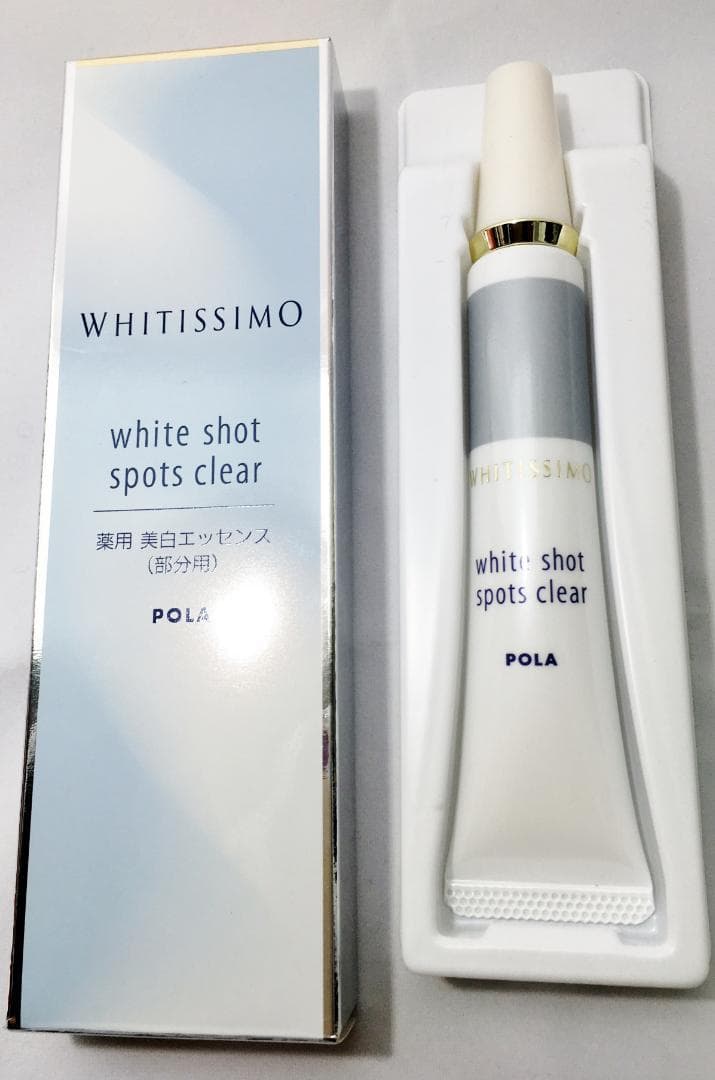 WHITISSIMO
white shot
spots clear
薬用 美白エッセンス
(部分用)
POLA
WHITISSIMO
white shot
spots clear
POLA